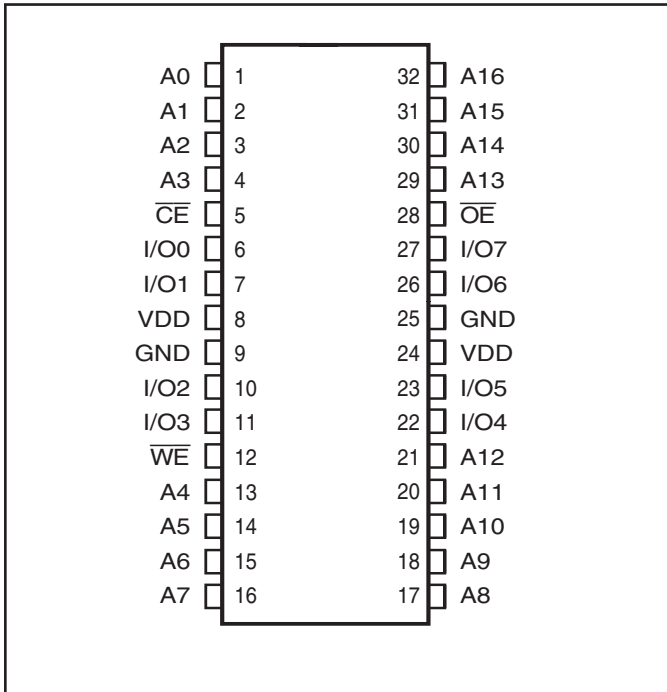 A0 1 32 A16
A1 2 31 A15
A2 3 30 A14
A3 4 29 A13
C̅E̅ 5 28 O̅E̅
I/O0 6 27 I/O7
I/O1 7 26 I/O6
VDD 8 25 GND
GND 9 24 VDD
I/O2 10 23 I/O5
I/O3 11 22 I/O4
W̅E̅ 12 21 A12
A4 13 20 A11
A5 14 19 A10
A6 15 18 A9
A7 16 17 A8